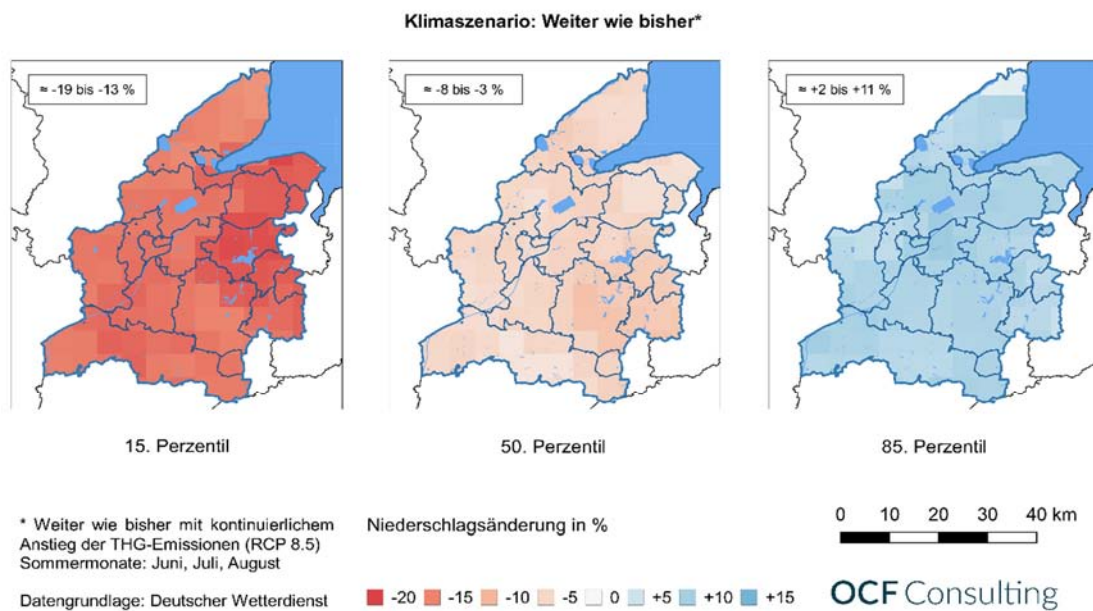 Klimaszenario: Weiter wie bisher*
≈ -19 bis -13 %
≈ -8 bis -3 %
≈ +2 bis +11 %
15. Perzentil
50. Perzentil
85. Perzentil
* Weiter wie bisher mit kontinuierlichem
Anstieg der THG-Emissionen (RCP 8.5)
Sommermonate: Juni, Juli, August
Datengrundlage: Deutscher Wetterdienst
Niederschlagsänderung in %
-20 -15 -10 -5 0 +5 +10 +15
0 10 20 30 40 km
OCF Consulting